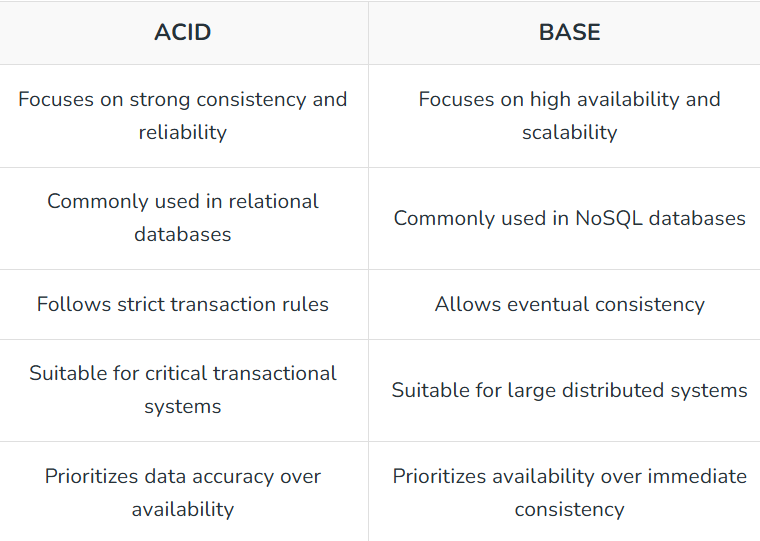 ACID
BASE
Focuses on strong consistency and
reliability
Focuses on high availability and
scalability
Commonly used in relational
databases
Commonly used in NoSQL databases
Follows strict transaction rules
Allows eventual consistency
Suitable for critical transactional
systems
Suitable for large distributed systems
Prioritizes data accuracy over
availability
Prioritizes availability over immediate
consistency